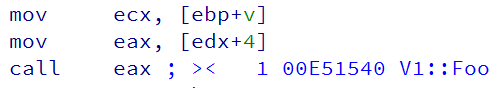 mov ecx, [ebp+v]
mov eax, [edx+4]
call eax ; >< 1 00E51540 V1::Foo